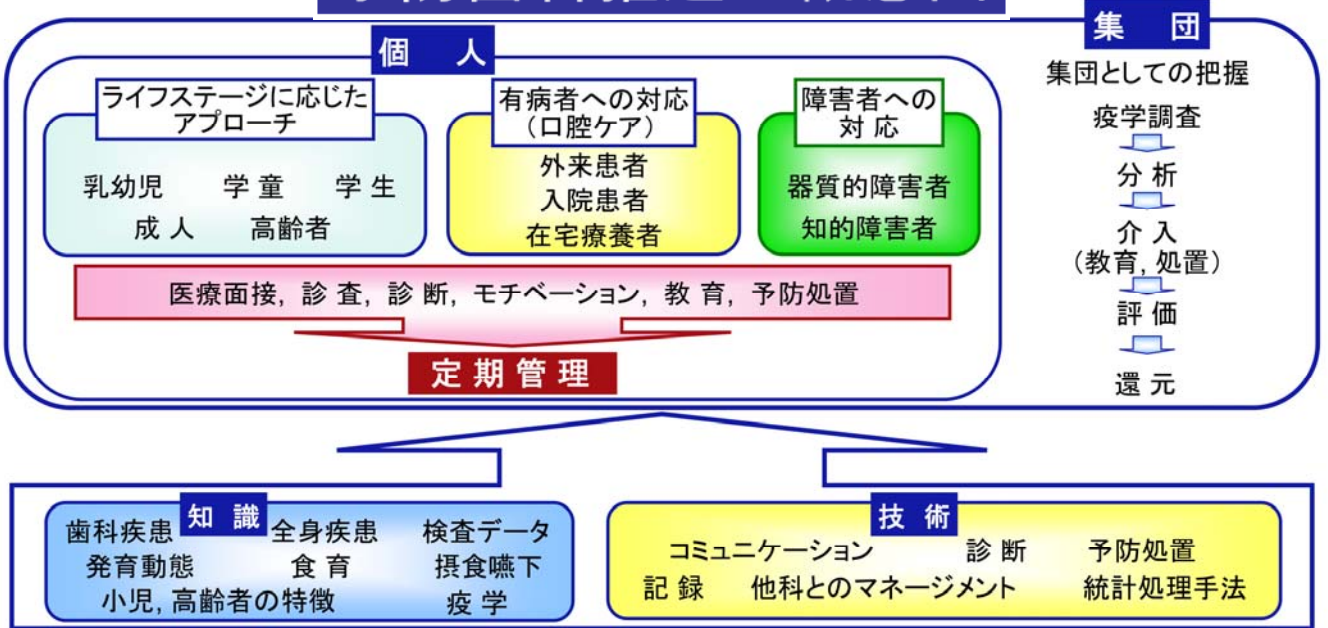 個 人
ライフステージに応じた
アプローチ
乳幼児 学 童 学 生
成 人 高齢者
有病者への対応
(口腔ケア)
外来患者
入院患者
在宅療養者
障害者への
対 応
器質的障害者
知的障害者
医療面接, 診 査, 診 断, モチベーション, 教 育, 予防処置
定 期 管 理
集 団
集団としての把握
疫学調査
分 析
介 入
(教育, 処置)
評 価
還 元
知 識
歯科疾患 全身疾患 検査データ
発育動態 食 育 摂食嚥下
小児, 高齢者の特徴 疫 学
技 術
コミュニケーション 診 断 予防処置
記 録 他科とのマネージメント 統計処理手法